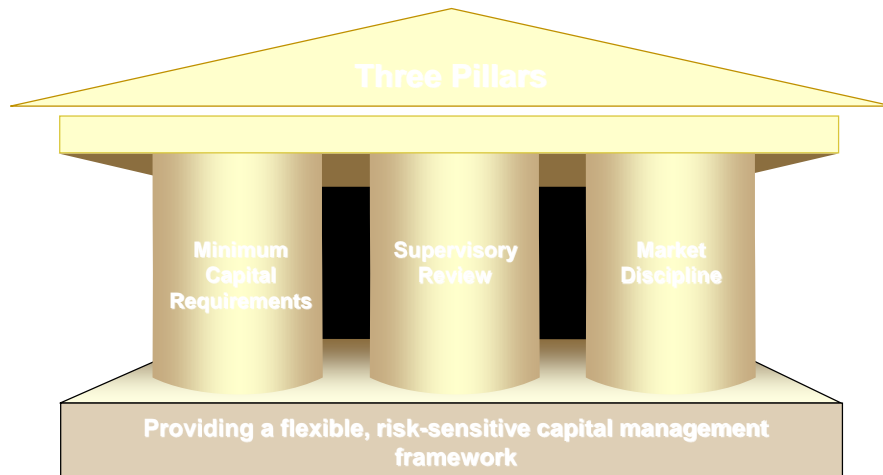 Three Pillars
Minimum
Capital
Requirements
Supervisory
Review
Market
Discipline
Providing a flexible, risk-sensitive capital management
framework